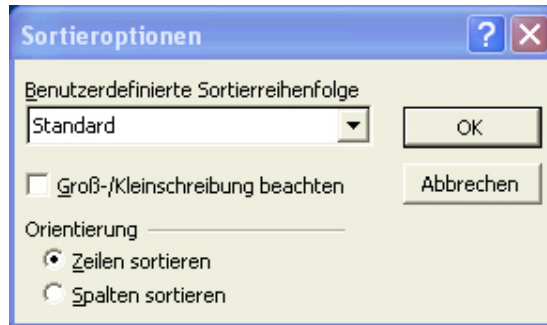 Sortieroptionen
Benutzerdefinierte Sortierreihenfolge
Standard
OK
Groß-/Kleinschreibung beachten
Abbrechen
Orientierung
Zeilen sortieren
Spalten sortieren